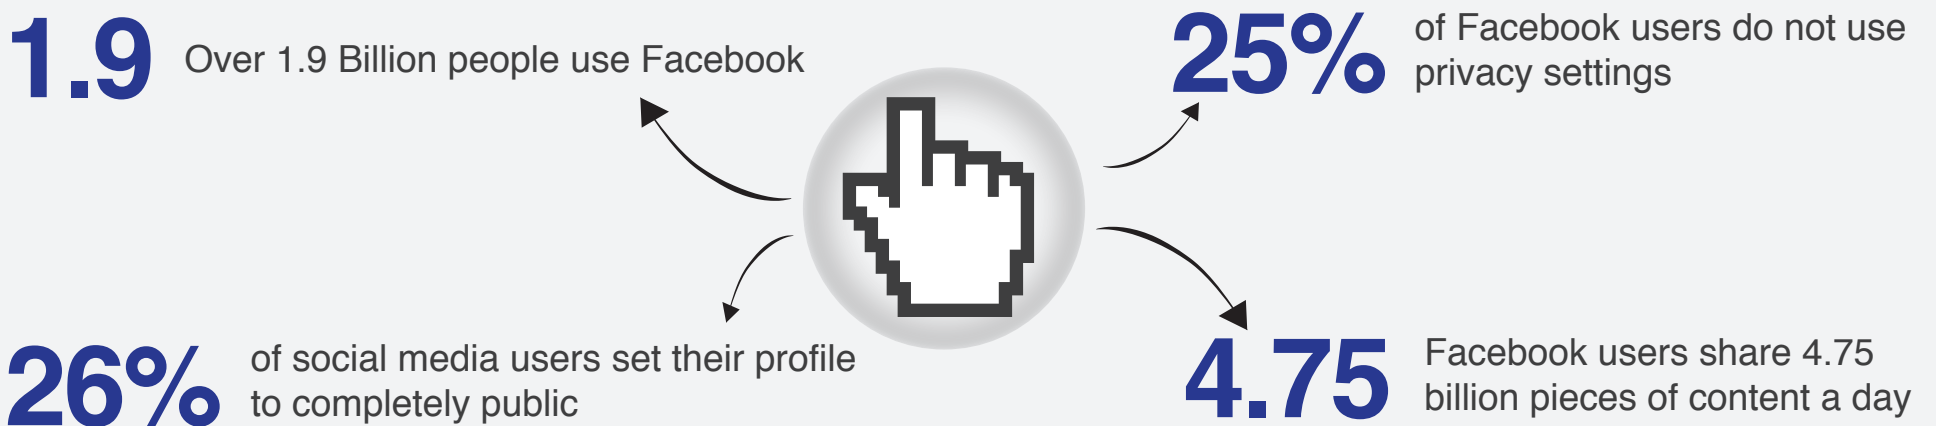 1.9
Over 1.9 Billion people use Facebook
25%
of Facebook users do not use
privacy settings
26%
of social media users set their profile
to completely public
4.75
Facebook users share 4.75
billion pieces of content a day